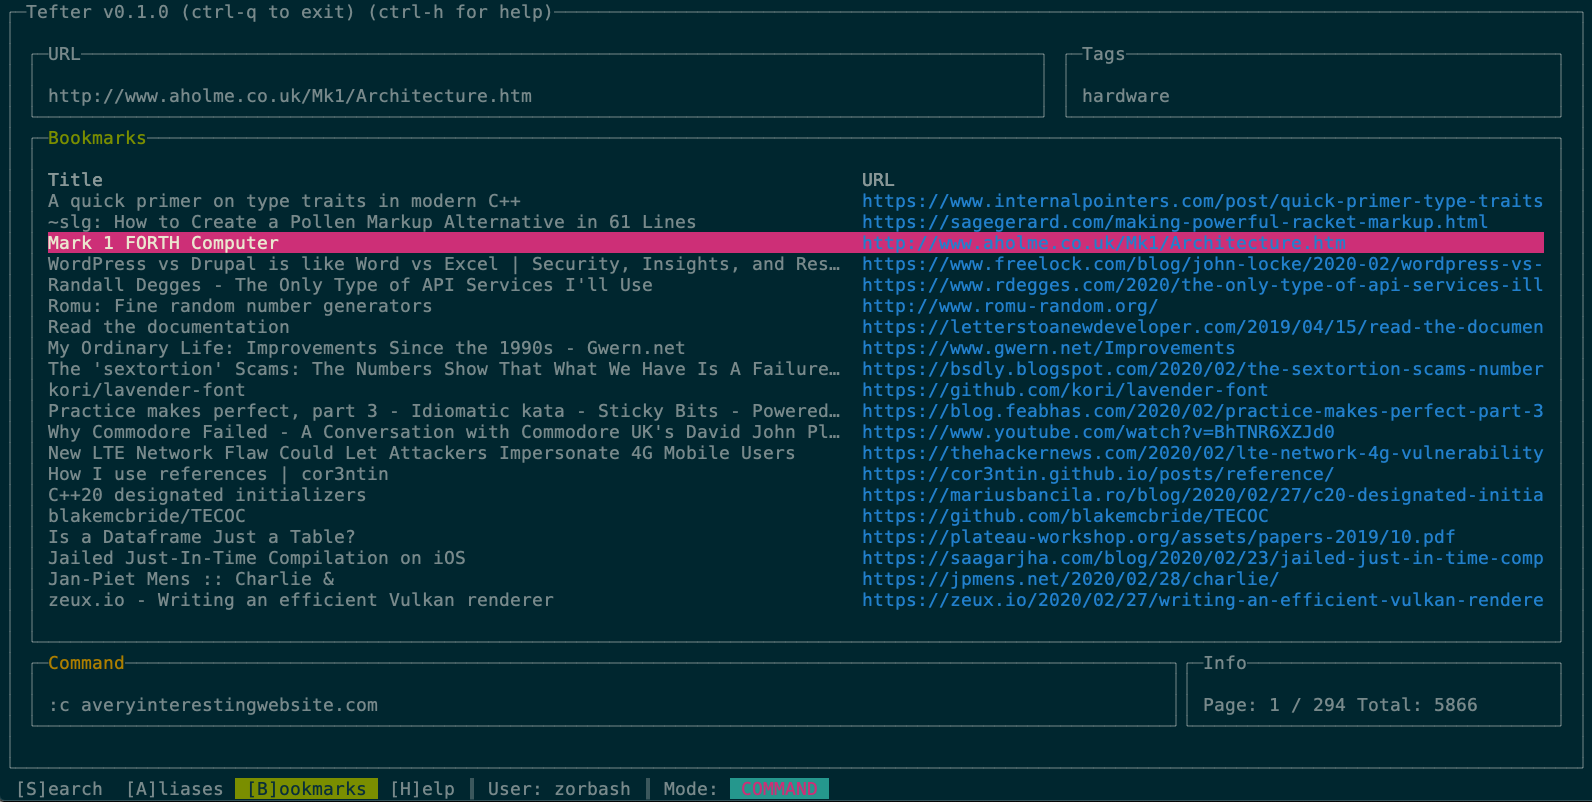 Tefter v0.1.0 (ctrl-q to exit) (ctrl-h for help)
URL
Tags
http://www.aholme.co.uk/Mk1/Architecture.htm
hardware
Bookmarks
Title URL
A quick primer on type traits in modern C++ https://www.internalpointers.com/post/quick-primer-type-traits
~slg: How to Create a Pollen Markup Alternative in 61 Lines https://sagegerard.com/making-powerful-racket-markup.html
Mark 1 FORTH Computer http://www.aholme.co.uk/Mk1/Architecture.htm
WordPress vs Drupal is like Word vs Excel | Security, Insights, and Res… https://www.freelock.com/blog/john-locke/2020-02/wordpress-vs-
Randall Degges - The Only Type of API Services I'll Use https://www.rdegges.com/2020/the-only-type-of-api-services-ill
Romu: Fine random number generators http://www.romu-random.org/
Read the documentation https://letterstoanewdeveloper.com/2019/04/15/read-the-documen
My Ordinary Life: Improvements Since the 1990s - Gwern.net https://www.gwern.net/Improvements
The 'sextortion' Scams: The Numbers Show That What We Have Is A Failure… https://bsdly.blogspot.com/2020/02/the-sextortion-scams-number
kori/lavender-font https://github.com/kori/lavender-font
Practice makes perfect, part 3 - Idiomatic kata - Sticky Bits - Powered… https://blog.feabhas.com/2020/02/practice-makes-perfect-part-3
Why Commodore Failed - A Conversation with Commodore UK's David John Pl… https://www.youtube.com/watch?v=BhTNR6XZJd0
New LTE Network Flaw Could Let Attackers Impersonate 4G Mobile Users https://thehackernews.com/2020/02/lte-network-4g-vulnerability
How I use references | cor3ntin https://cor3ntin.github.io/posts/reference/
C++20 designated initializers https://mariusbancila.ro/blog/2020/02/27/c20-designated-initia
blakemcbride/TECOC https://github.com/blakemcbride/TECOC
Is a Dataframe Just a Table? https://plateau-workshop.org/assets/papers-2019/10.pdf
Jailed Just-In-Time Compilation on iOS https://saagarjha.com/blog/2020/02/23/jailed-just-in-time-comp
Jan-Piet Mens :: Charlie & https://jpmens.net/2020/02/28/charlie/
zeux.io - Writing an efficient Vulkan renderer https://zeux.io/2020/02/27/writing-an-efficient-vulkan-rendere
Command
Info
:c averyinterestingwebsite.com
Page: 1 / 294 Total: 5866
[S]earch [A]liases [B]ookmarks [H]elp | User: zorbash | Mode: COMMAND